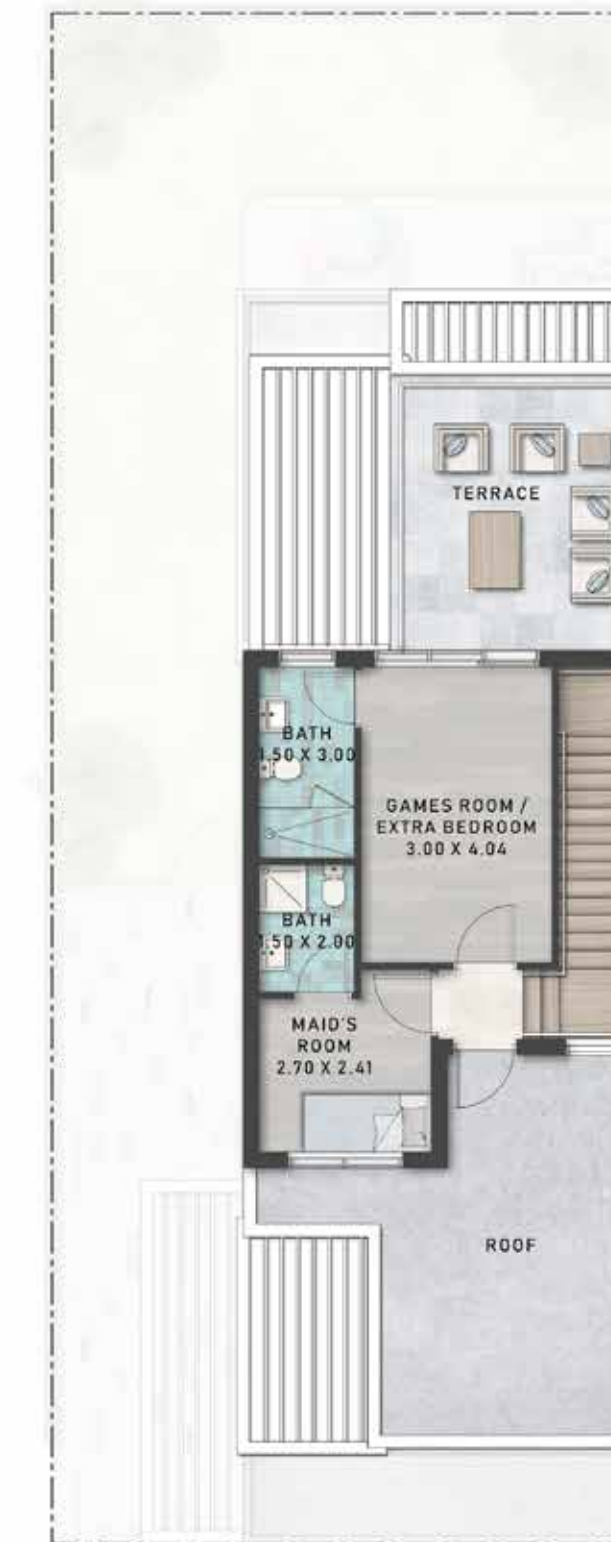 TERRACE
BATH
1.50 X 3.00
GAMES ROOM /
EXTRA BEDROOM
3.00 X 4.04
BATH
1.50 X 2.00
MAID'S
ROOM
2.70 X 2.41
ROOF